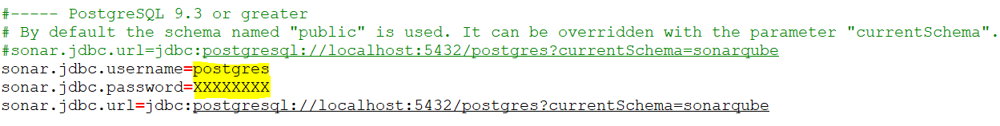 #----- PostgreSQL 9.3 or greater
# By default the schema named "public" is used. It can be overridden with the parameter "currentSchema".
#sonar.jdbc.url=jdbc:postgresql://localhost:5432/postgres?currentSchema=sonarqube
sonar.jdbc.username=postgres
sonar.jdbc.password=XXXXXXXX
sonar.jdbc.url=jdbc:postgresql://localhost:5432/postgres?currentSchema=sonarqube